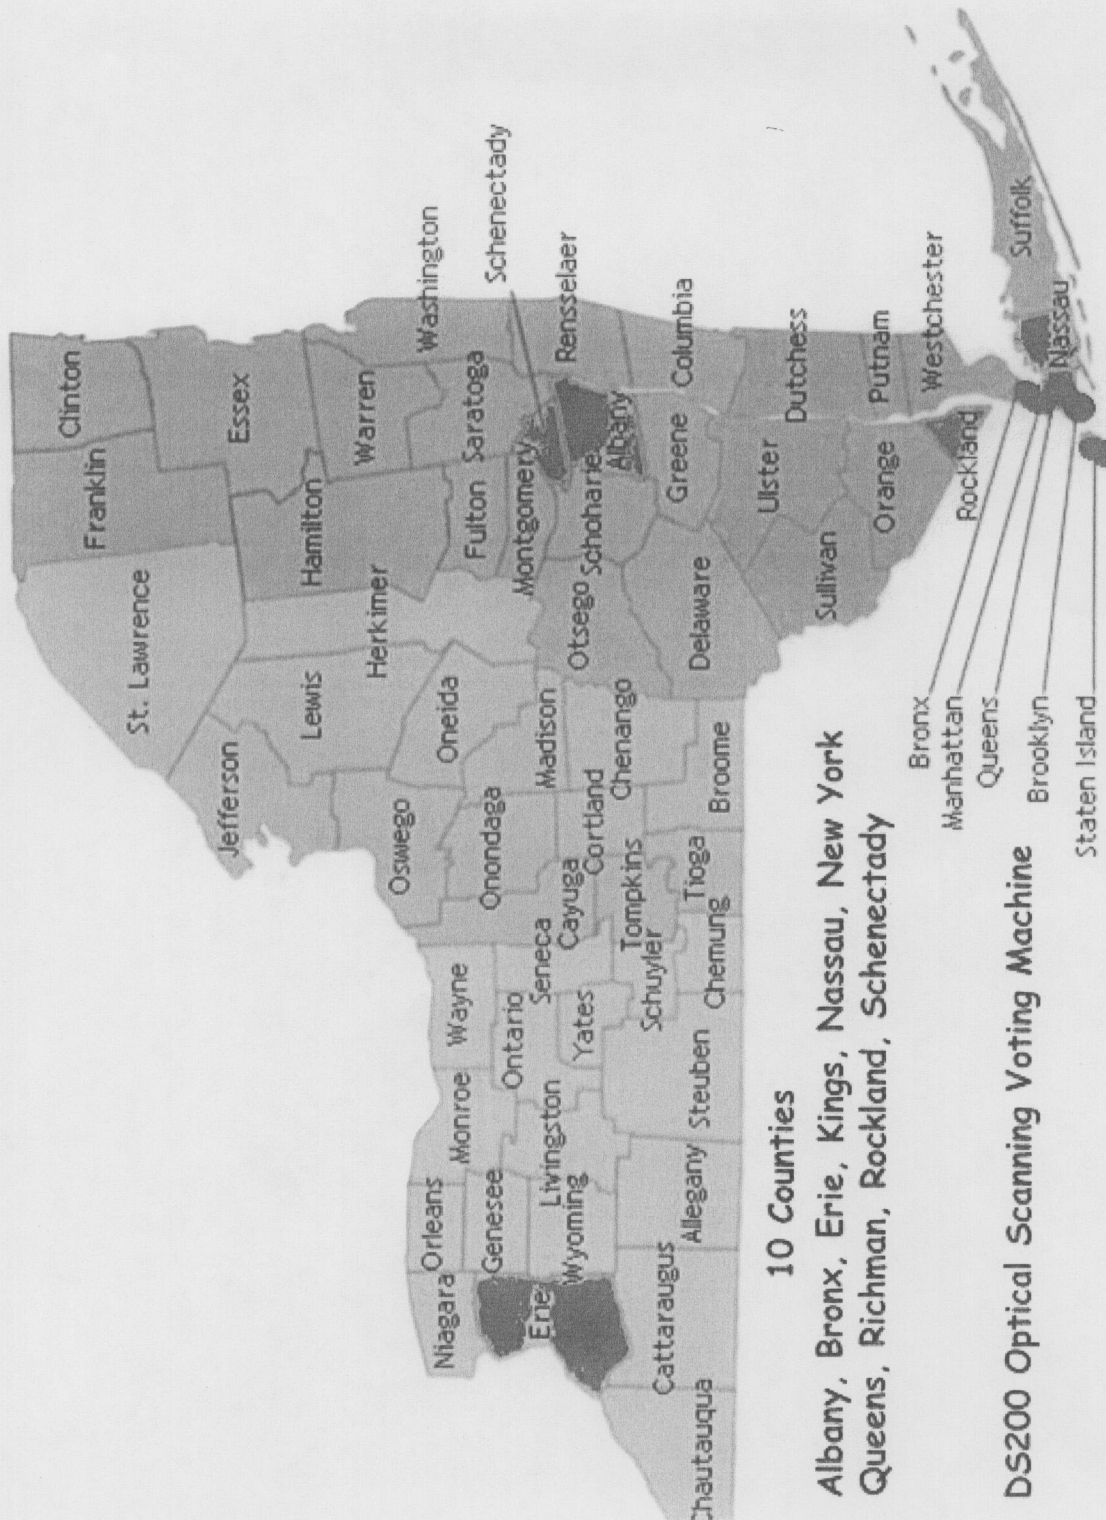 Clinton
Franklin
St. Lawrence
Essex
Jefferson
Lewis
Hamilton
Warren
Herkimer
Washington
Oswego
Oneida
Fulton
Saratoga
Schenectady
Niagara
Orleans
Monroe
Wayne
Genesee
Ontario
Onondaga
Montgomery
Rensselaer
Erie
Wyoming
Livingston
Yates
Seneca
Cayuga
Madison
Cortland
Otsego
Schoharie
Albany
Chautauqua
Cattaraugus
Allegany
Steuben
Schuyler
Tompkins
Chemung
Tioga
Chenango
Broome
Delaware
Greene
Columbia
Ulster
Dutchess
Sullivan
Orange
Putnam
Rockland
Westchester
Bronx
Manhattan
Queens
Brooklyn
Staten Island
Nassau
Suffolk
10 Counties
Albany, Bronx, Erie, Kings, Nassau, New York
Queens, Richman, Rockland, Schenectady
DS200 Optical Scanning Voting Machine